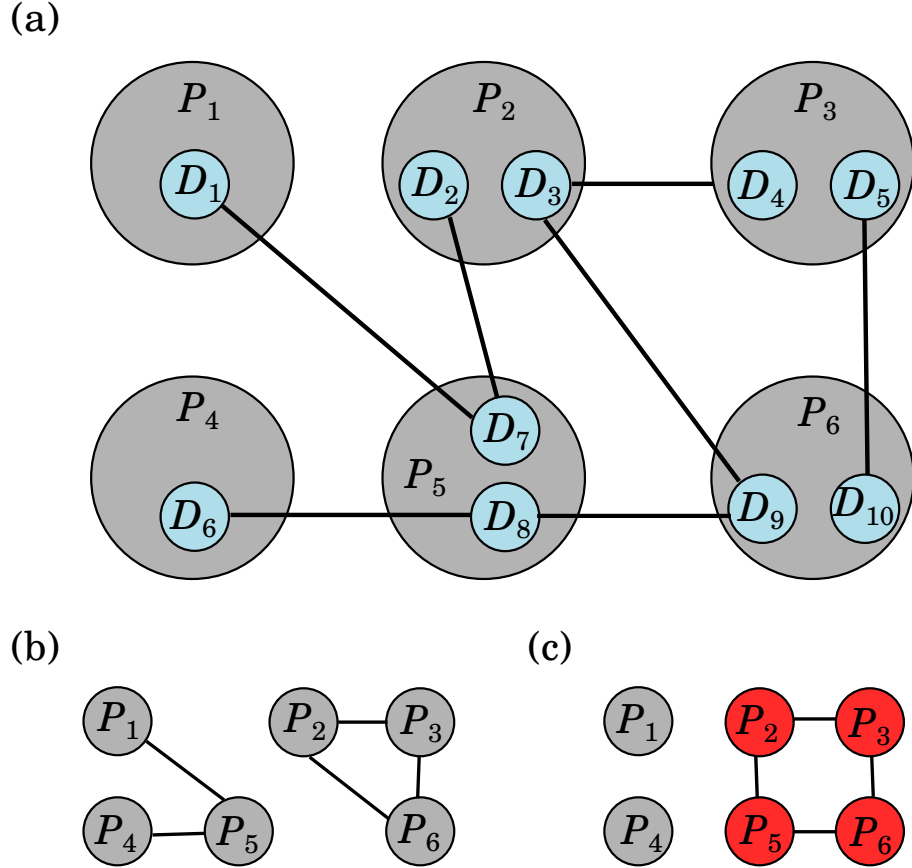 (a)
P₁ P₂ P₃
D₁ D₂ D₃ D₄ D₅
P₄ P₅ P₆
D₇
D₆ D₈ D₉ D₁₀
(b) (c)
P₁ P₂ P₃ P₁ P₂ P₃
P₄ P₅ P₆ P₄ P₅ P₆